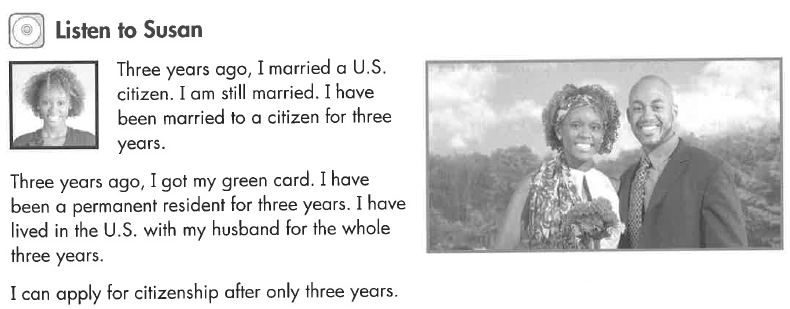 Listen to Susan
Three years ago, I married a U.S.
citizen. I am still married. I have
been married to a citizen for three
years.
Three years ago, I got my green card. I have
been a permanent resident for three years. I have
lived in the U.S. with my husband for the whole
three years.
I can apply for citizenship after only three years.